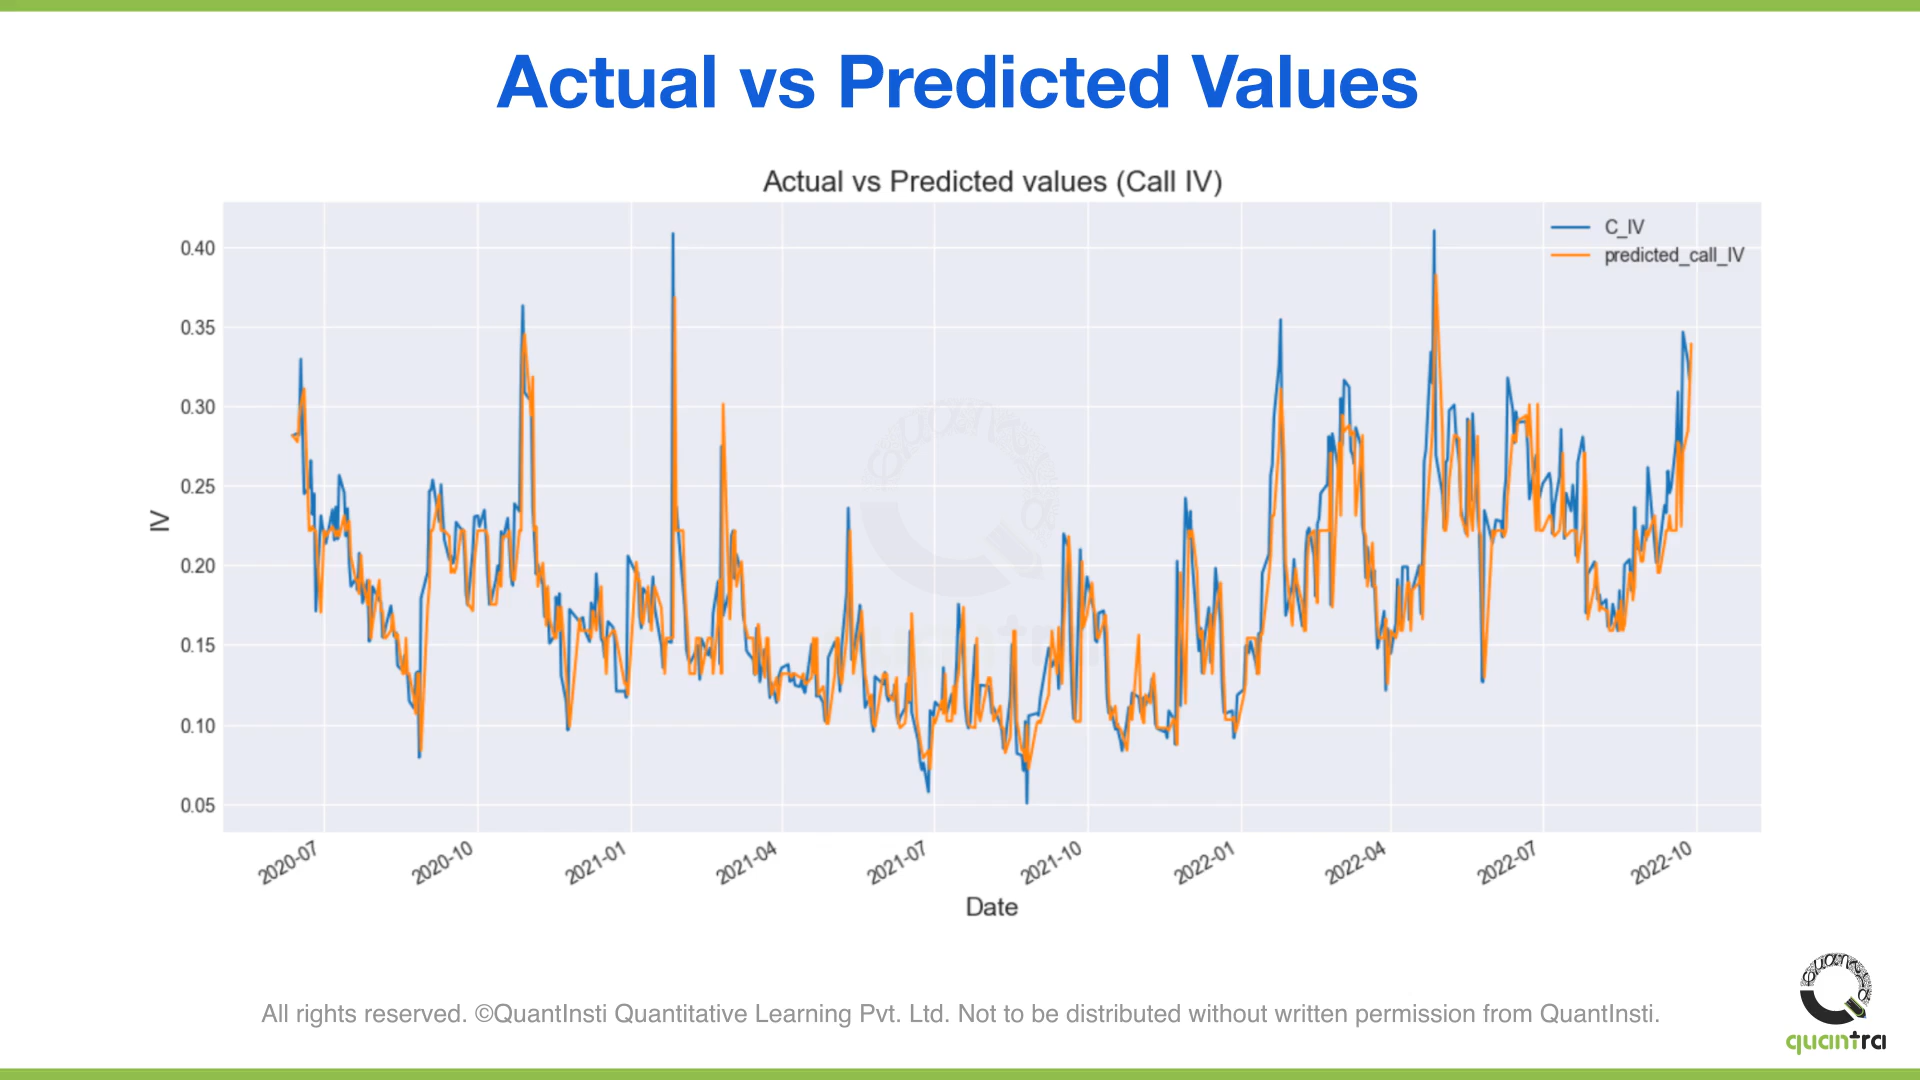 Actual vs Predicted Values
Actual vs Predicted values (Call IV)
C_IV
predicted_call_IV
0.40
0.35
0.30
0.25
0.20
0.15
0.10
0.05
IV
2020-07
2020-10
2021-01
2021-04
2021-07
2021-10
2022-01
2022-04
2022-07
2022-10
Date
All rights reserved. ©QuantInsti Quantitative Learning Pvt. Ltd. Not to be distributed without written permission from QuantInsti.
quantra